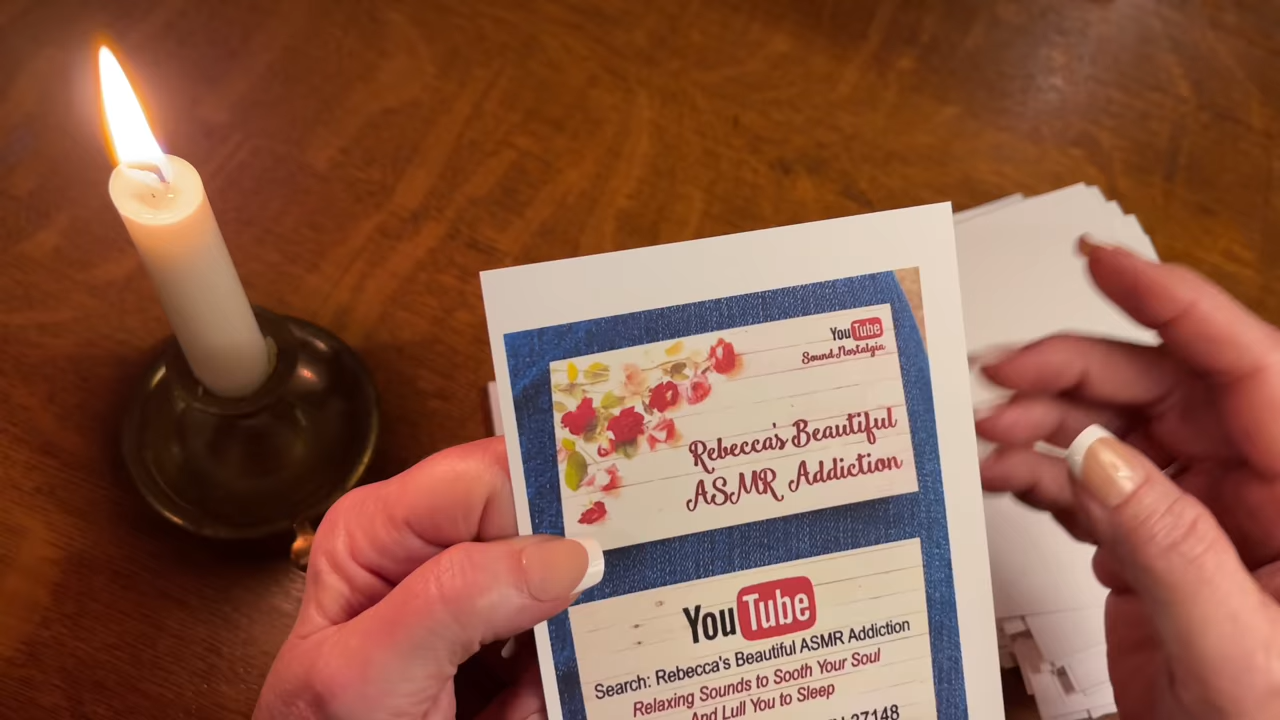 YouTube
Sound Nostalgia
Rebecca's Beautiful
ASMR Addiction
YouTube
Search: Rebecca's Beautiful ASMR Addiction
Relaxing Sounds to Sooth Your Soul
And Lull You to Sleep
37148